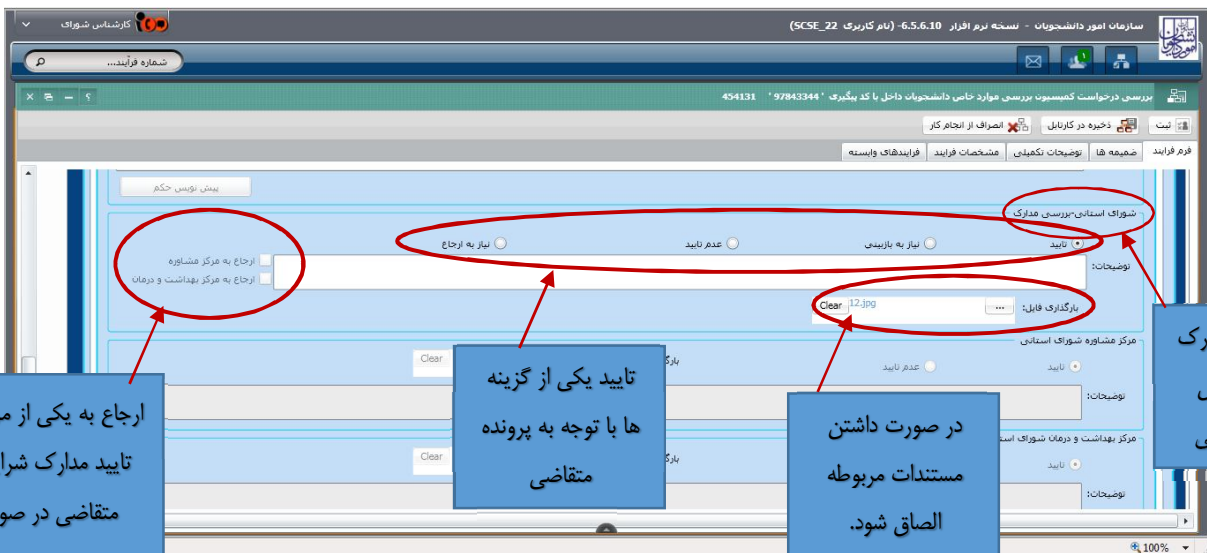 سازمان امور دانشجویان - نسخه نرم افزار 6.5.6.10- (نام کاربری SCSE_22)
کارشناس شورای
سازمان
امور دانشجویان
1
شماره فرآیند...
بررسی درخواست کمیسیون بررسی موارد خاص دانشجویان داخل با کد پیگیری ' 97843344 ' 454131
ثبت ذخیره در کارتابل انصراف از انجام کار
فرم فرایند ضمیمه ها توضیحات تکمیلی مشخصات فرایند فرایندهای وابسته
پیش نویس حکم
شورای استانی-بررسی مدارک
تایید نیاز به بازبینی عدم تایید نیاز به ارجاع
توضیحات:
ارجاع به مرکز مشاوره
ارجاع به مرکز بهداشت و درمان
بارگذاری فایل: ... 12.jpg Clear
مرکز مشاوره شورای استانی
تایید عدم تایید Clear
توضیحات:
مرکز بهداشت و درمان شورای
تایید Clear
توضیحات:
در صورت داشتن
مستندات مربوطه
الصاق شود.
تایید یکی از گزینه
ها با توجه به پرونده
متقاضی
ارجاع به یکی از
تایید مدارک
متقاضی در
100%